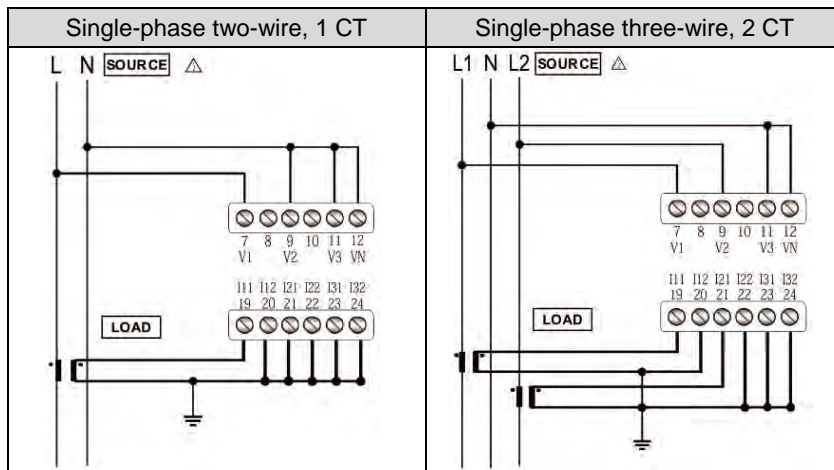 Single-phase two-wire, 1 CT
L N SOURCE ⚠
7 8 9 10 11 12
V1 V2 V3 VN
I11 I12 I21 I22 I31 I32
19 20 21 22 23 24
LOAD
Single-phase three-wire, 2 CT
L1 N L2 SOURCE ⚠
7 8 9 10 11 12
V1 V2 V3 VN
I11 I12 I21 I22 I31 I32
19 20 21 22 23 24
LOAD